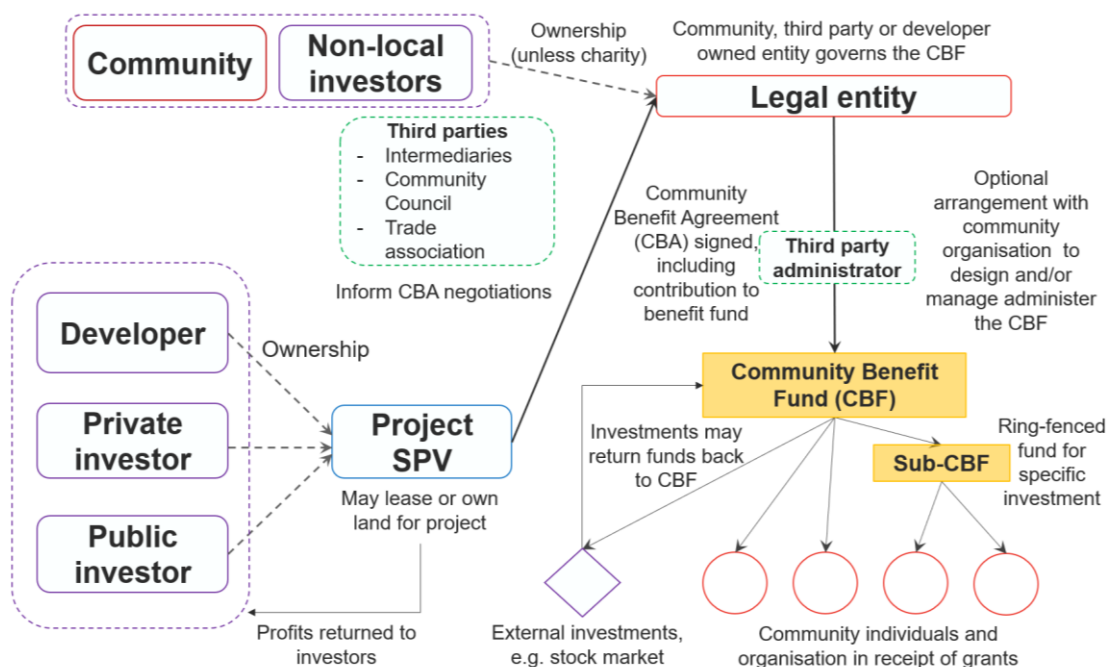 Community
Non-local
investors
Ownership
(unless charity)
Community, third party or developer
owned entity governs the CBF
Legal entity
Third parties
- Intermediaries
- Community
Council
- Trade
association
Inform CBA negotiations
Community
Benefit Agreement
(CBA) signed,
including
contribution to
benefit fund
Third party
administrator
Optional
arrangement with
community
organisation to
design and/or
manage administer
the CBF
Developer
Private
investor
Public
investor
Ownership
Project
SPV
May lease or own
land for project
Profits returned to
investors
Community Benefit
Fund (CBF)
Investments may
return funds back
to CBF
Sub-CBF
Ring-fenced
fund for
specific
investment
External investments,
e.g. stock market
Community individuals and
organisation in receipt of grants